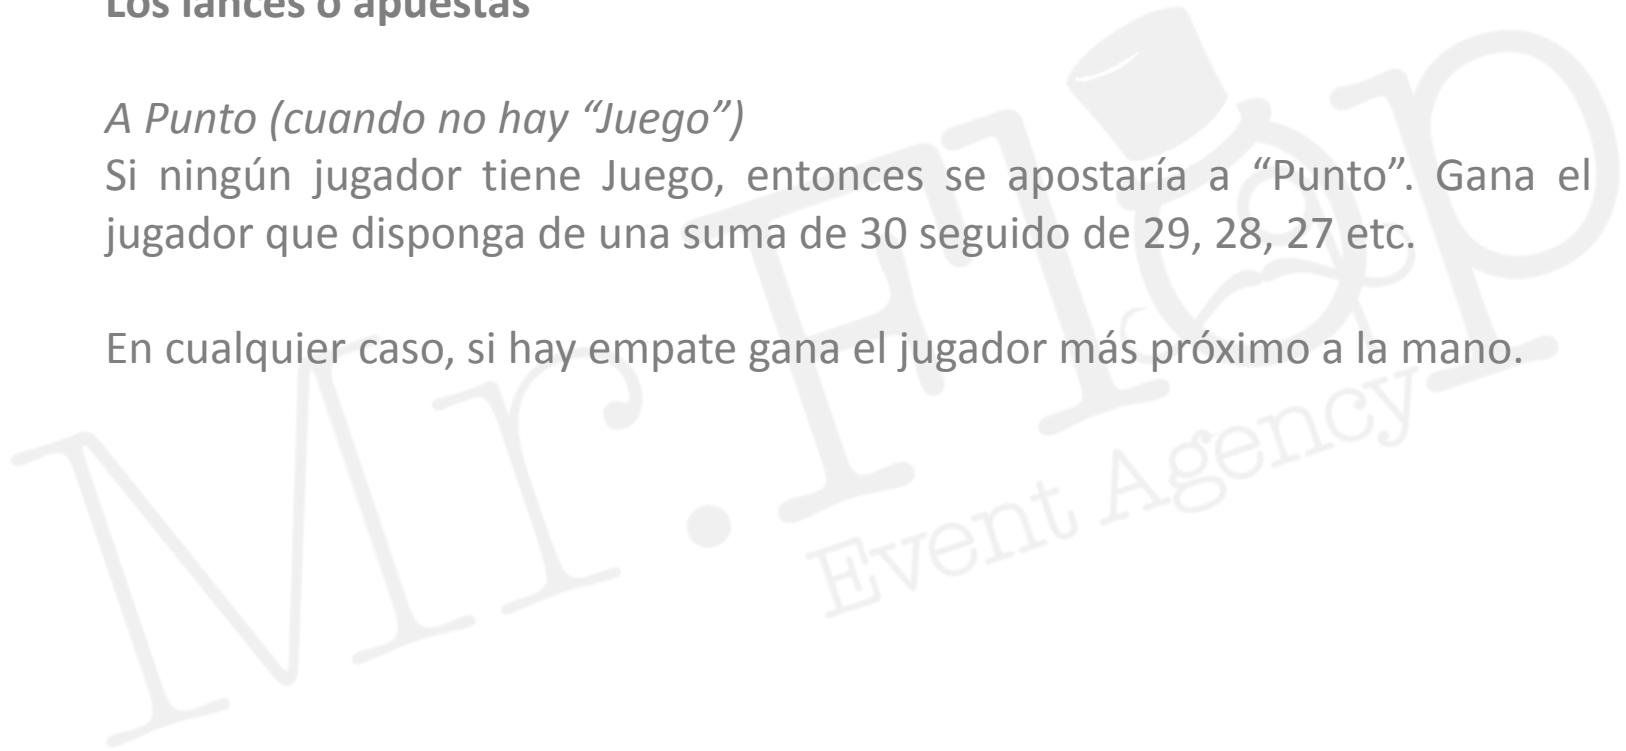 Los lances o apuestas
A Punto (cuando no hay “Juego”)
Si ningún jugador tiene Juego, entonces se apostaría a “Punto”. Gana el
jugador que disponga de una suma de 30 seguido de 29, 28, 27 etc.
En cualquier caso, si hay empate gana el jugador más próximo a la mano.
Mr.Flap
Event Agency